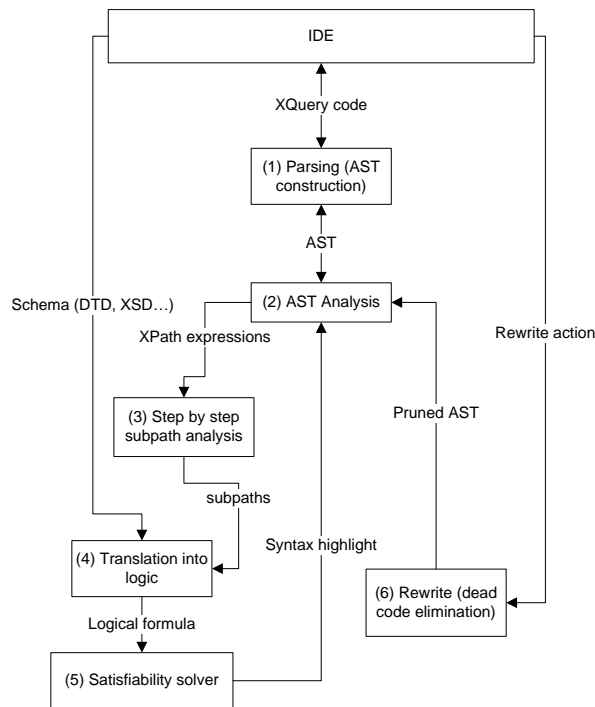 IDE
XQuery code
(1) Parsing (AST
construction)
AST
(2) AST Analysis
Schema (DTD, XSD…)
XPath expressions
Rewrite action
(3) Step by step
subpath analysis
Pruned AST
subpaths
Syntax highlight
(4) Translation into
logic
(6) Rewrite (dead
code elimination)
Logical formula
(5) Satisfiability solver